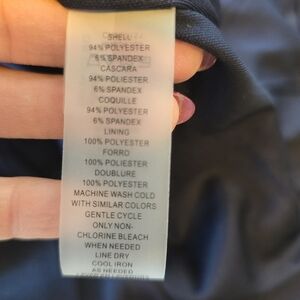 SHELL
94% POLYESTER
6% SPANDEX
CASCARA
94% POLIESTER
6% SPANDEX
COQUILLE
94% POLYESTER
6% SPANDEX
LINING
100% POLYESTER
FORRO
100% POLIESTER
DOUBLURE
100% POLYESTER
MACHINE WASH COLD
WITH SIMILAR COLORS
GENTLE CYCLE
ONLY NON-
CHLORINE BLEACH
WHEN NEEDED
LINE DRY
COOL IRON
AS NEEDED